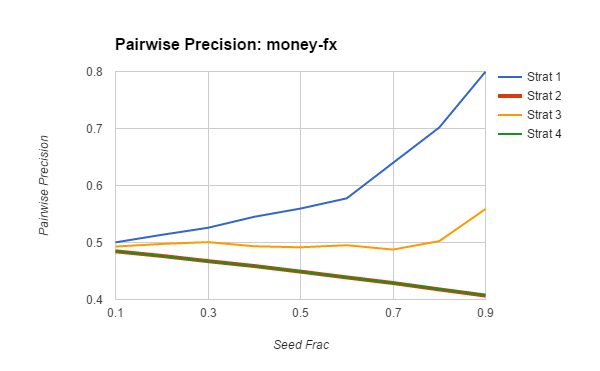 Pairwise Precision: money-fx
0.8
0.7
0.6
0.5
0.4
Pairwise Precision
0.1 0.3 0.5 0.7 0.9
Seed Frac
Strat 1
Strat 2
Strat 3
Strat 4